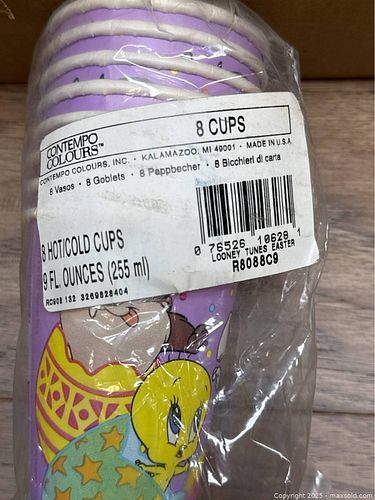 CONTEMPO
COLOURS™
8 CUPS
CONTEMPO COLOURS, INC. · KALAMAZOO, MI 49001 · MADE IN U.S.A.
8 Vasos · 8 Goblets · 8 Pappbecher · 8 Bicchieri di carta
8 HOT/COLD CUPS
9 FL. OUNCES (255 ml)
RC908 132 3269828404
0 76526 10628 1
LOONEY TUNES EASTER
R8088C9
Copyright 2025 - maxsold.com